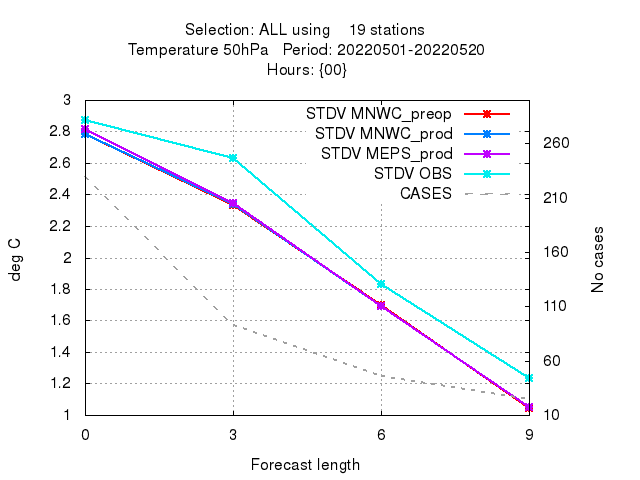 Selection: ALL using    19 stations
Temperature 50hPa   Period: 20220501-20220520
Hours: {00}
STDV MNWC_preop
STDV MNWC_prod
STDV MEPS_prod
STDV OBS
CASES
deg C
3
2.8
2.6
2.4
2.2
2
1.8
1.6
1.4
1.2
1
No cases
260
210
160
110
60
10
0 3 6 9
Forecast length